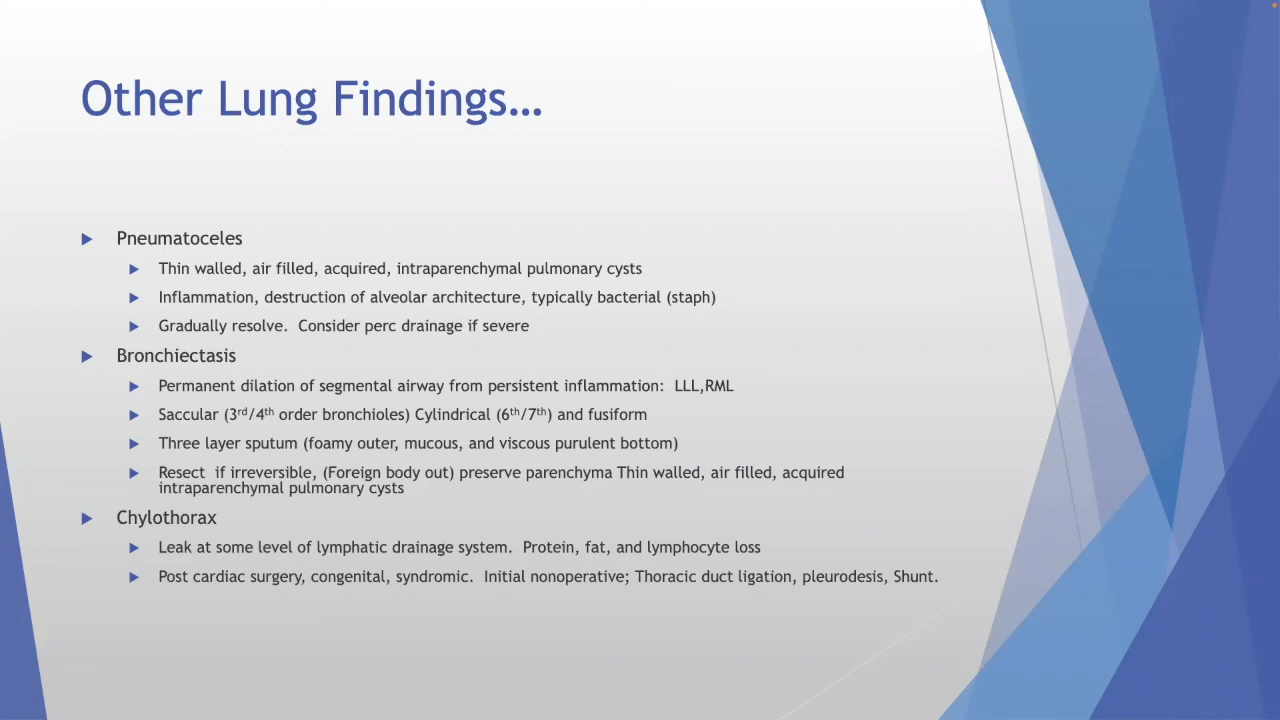 Other Lung Findings...
Pneumatoceles
Thin walled, air filled, acquired, intraparenchymal pulmonary cysts
Inflammation, destruction of alveolar architecture, typically bacterial (staph)
Gradually resolve.  Consider perc drainage if severe
Bronchiectasis
Permanent dilation of segmental airway from persistent inflammation:  LLL,RML
Saccular (3rd/4th order bronchioles) Cylindrical (6th/7th) and fusiform
Three layer sputum (foamy outer, mucous, and viscous purulent bottom)
Resect  if irreversible, (Foreign body out) preserve parenchyma Thin walled, air filled, acquired
intraparenchymal pulmonary cysts
Chylothorax
Leak at some level of lymphatic drainage system.  Protein, fat, and lymphocyte loss
Post cardiac surgery, congenital, syndromic.  Initial nonoperative; Thoracic duct ligation, pleurodesis, Shunt.